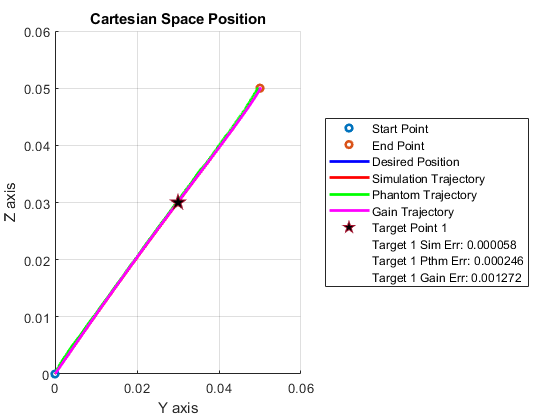 Cartesian Space Position
0.06
0.05
0.04
0.03
0.02
0.01
0
Z axis
0 0.02 0.04 0.06
Y axis
Start Point
End Point
Desired Position
Simulation Trajectory
Phantom Trajectory
Gain Trajectory
Target Point 1
Target 1 Sim Err: 0.000058
Target 1 Pthm Err: 0.000246
Target 1 Gain Err: 0.001272